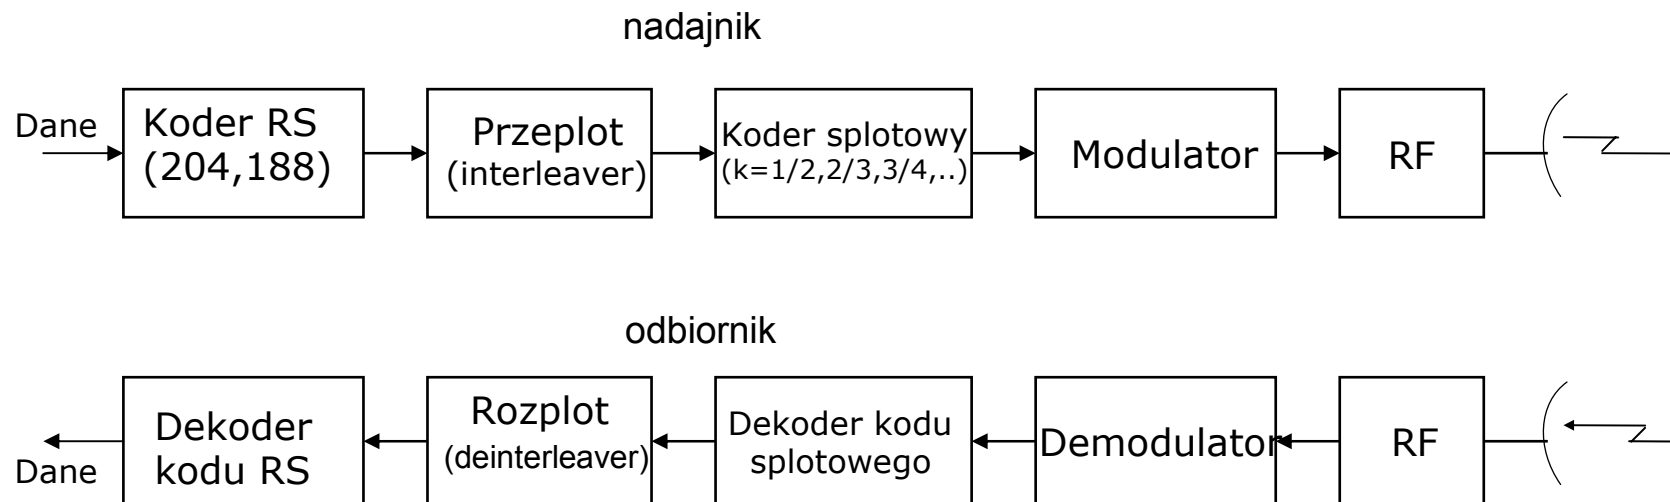 nadajnik
Dane
Koder RS
(204,188)
Przeplot
(interleaver)
Koder splotowy
(k=1/2,2/3,3/4,..)
Modulator
RF
odbiornik
Dane
Dekoder
kodu RS
Rozplot
(deinterleaver)
Dekoder kodu
splotowego
Demodulator
RF